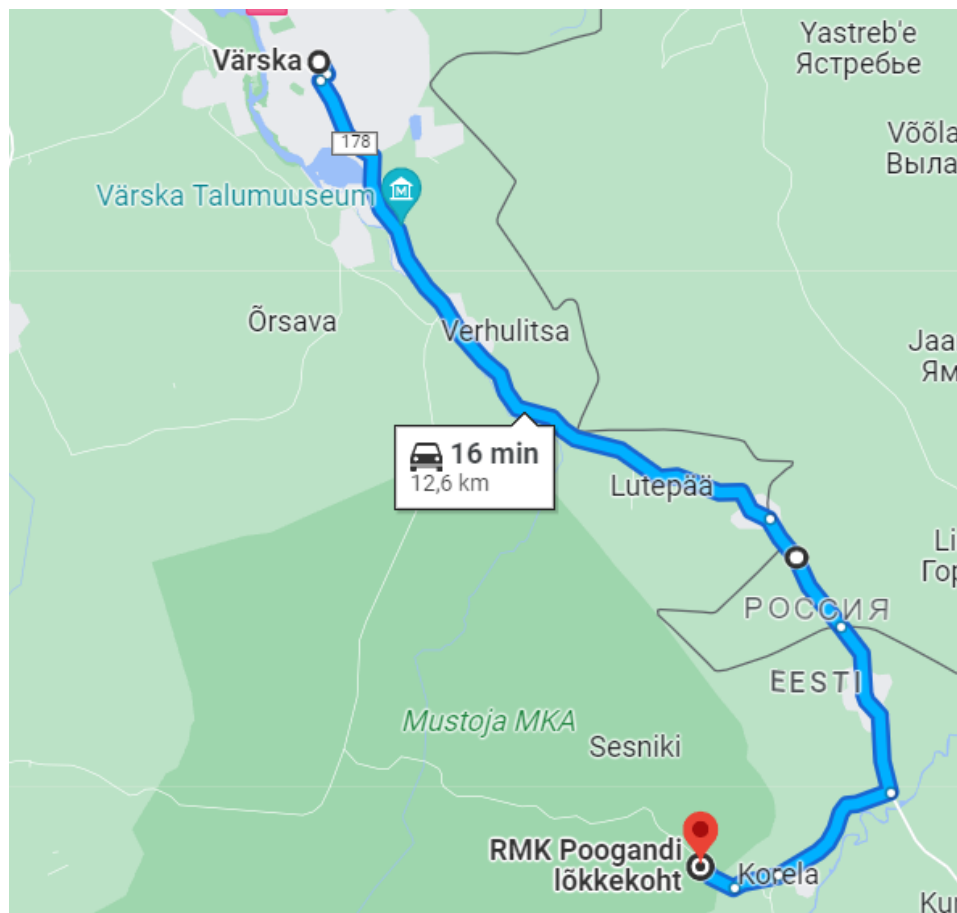 Yastreb'e
Ястребье
Värska
178
Võõla
Выла
Värska Talumuuseum
Õrsava
Verhulitsa
Jaa
Ям
16 min
12,6 km
Lutepää
Li
Гор
РОССИЯ
EESTI
Mustoja MKA
Sesniki
RMK Poogandi
lõkkekoht
Korela
Kur